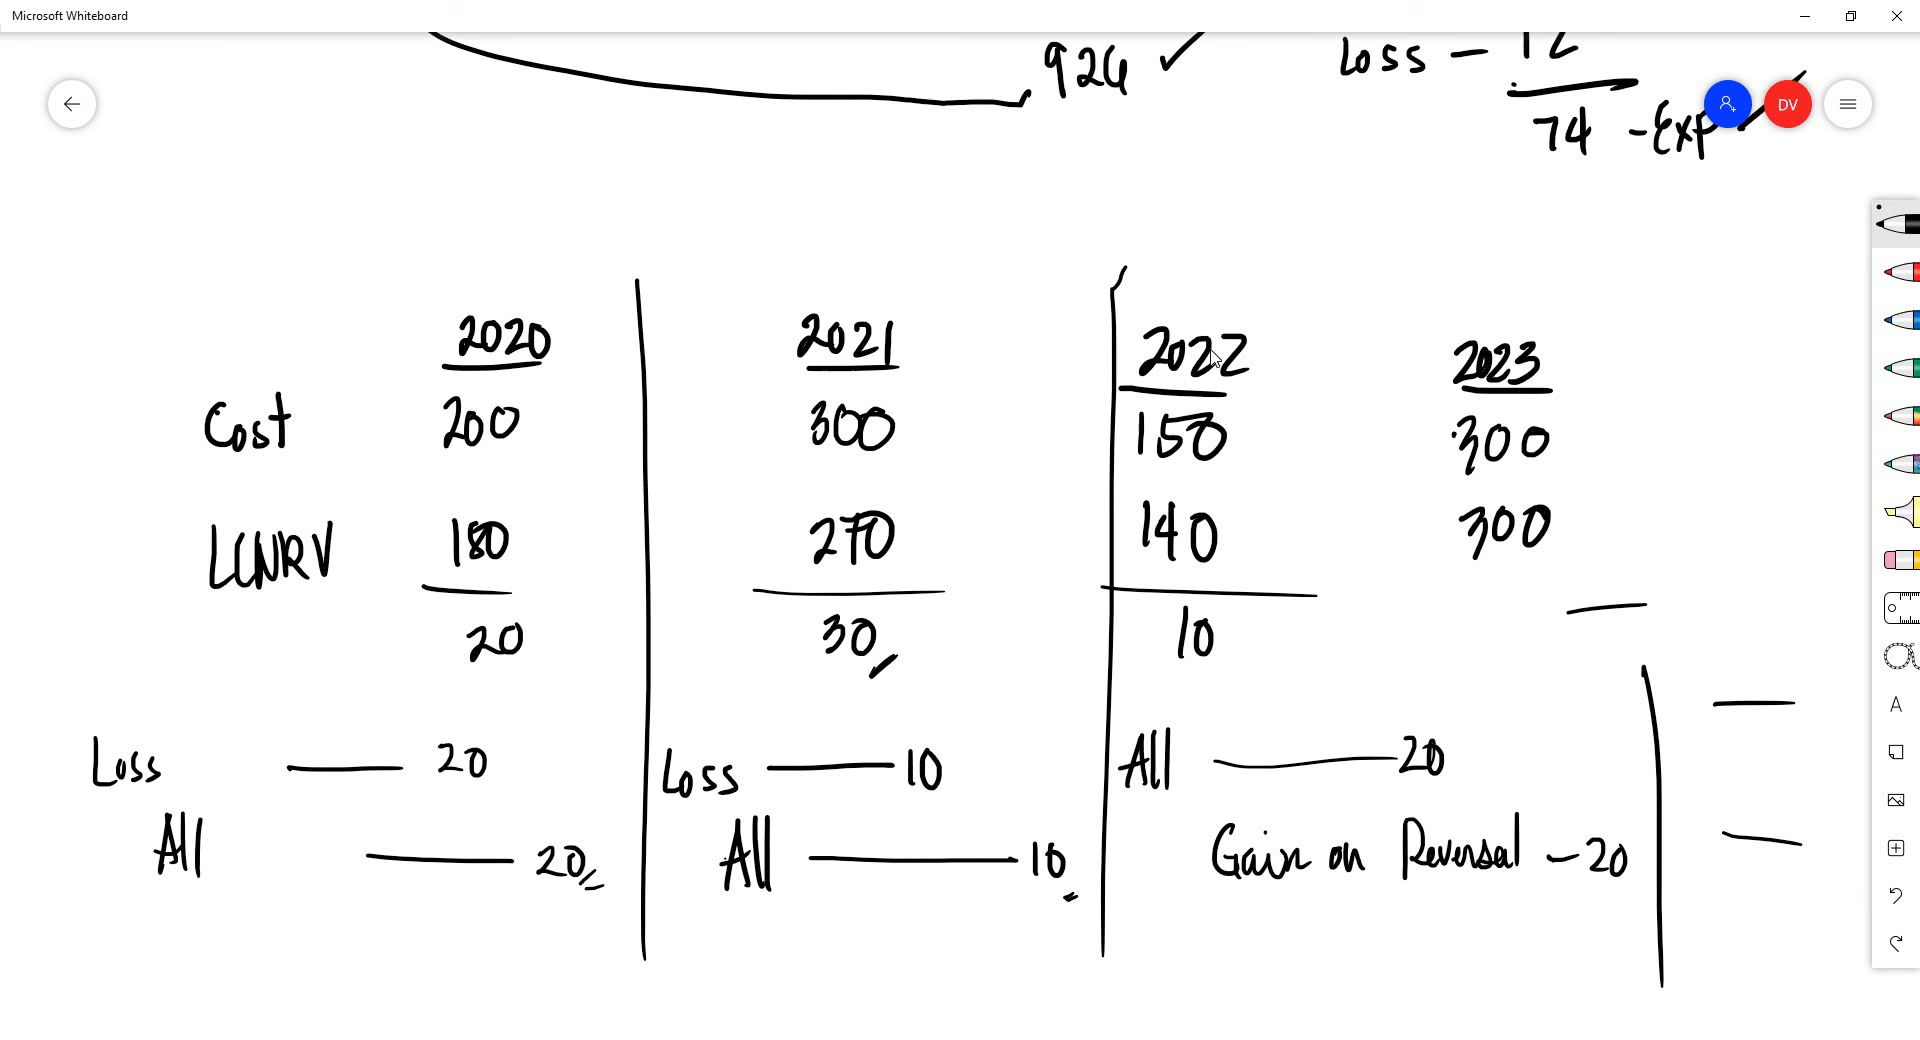 Microsoft Whiteboard
926
Loss — 12
74 - Exp
DV
2020 2021 2022 2023
Cost 200 300 150 300
LCNRV 180 270 140 300
20 30 10 —
Loss — 20 Loss — 10 All — 20
All — 20 All — 10 Gain on Reversal — 20
A